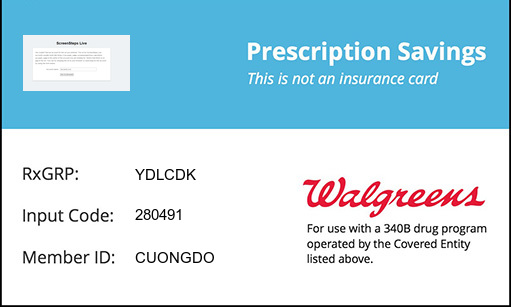 ScreenSteps Live
Prescription Savings
This is not an insurance card
RxGRP: YDLCDK
Input Code: 280491
Member ID: CUONGDO
Walgreens
For use with a 340B drug program
operated by the Covered Entity
listed above.